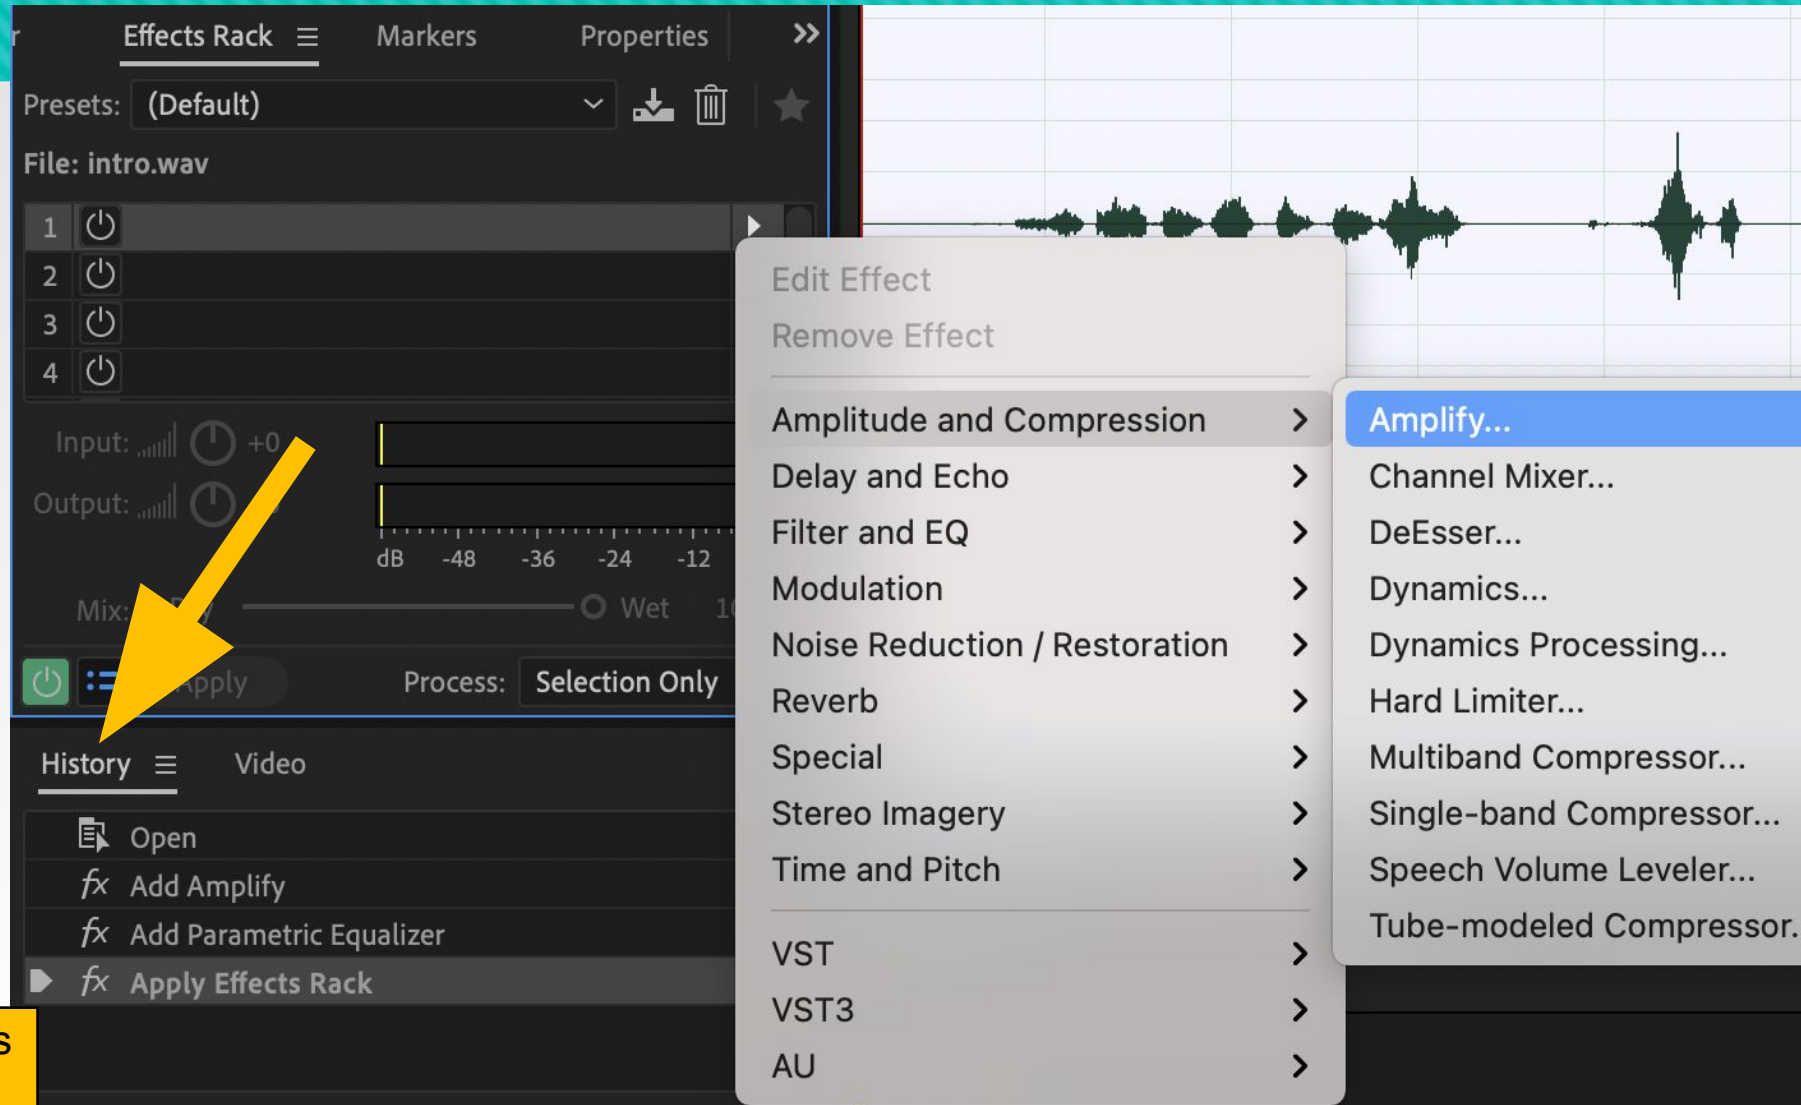 r Effects Rack Markers Properties
Presets: (Default)
File: intro.wav
1
2
3
4
Input: +0
Output:
dB -48 -36 -24 -12
Mix: Wet
Apply Process: Selection Only
History Video
Open
fx Add Amplify
fx Add Parametric Equalizer
fx Apply Effects Rack
s
Edit Effect
Remove Effect
Amplitude and Compression
Delay and Echo
Filter and EQ
Modulation
Noise Reduction / Restoration
Reverb
Special
Stereo Imagery
Time and Pitch
VST
VST3
AU
Amplify...
Channel Mixer...
DeEsser...
Dynamics...
Dynamics Processing...
Hard Limiter...
Multiband Compressor...
Single-band Compressor...
Speech Volume Leveler...
Tube-modeled Compressor.